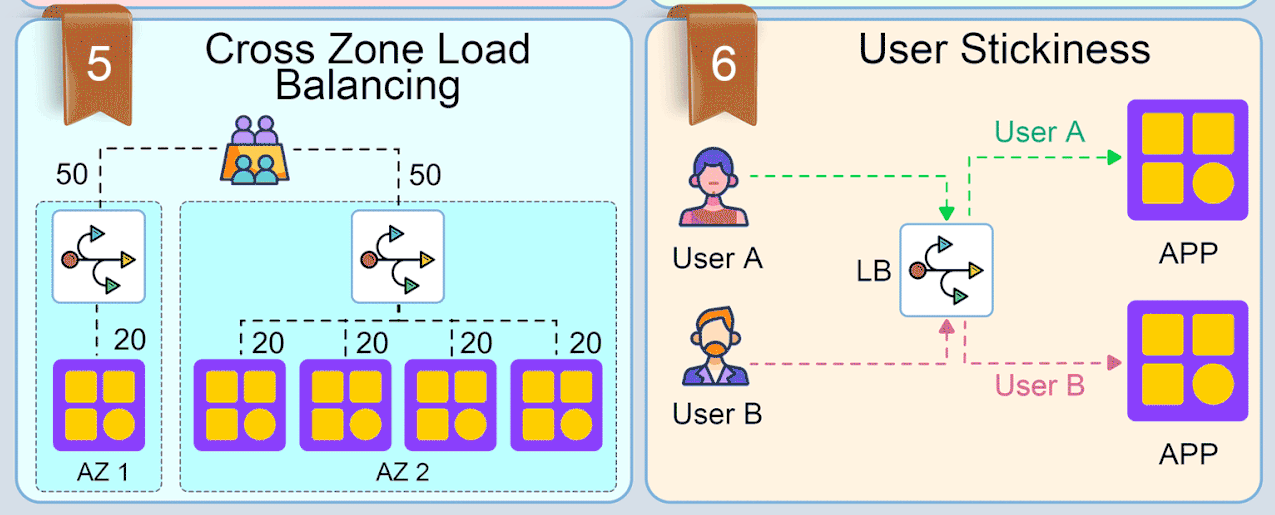 5
Cross Zone Load
Balancing
50
50
20
20
20
20
20
AZ 1
AZ 2
6
User Stickiness
User A
User A
LB
APP
User B
User B
APP